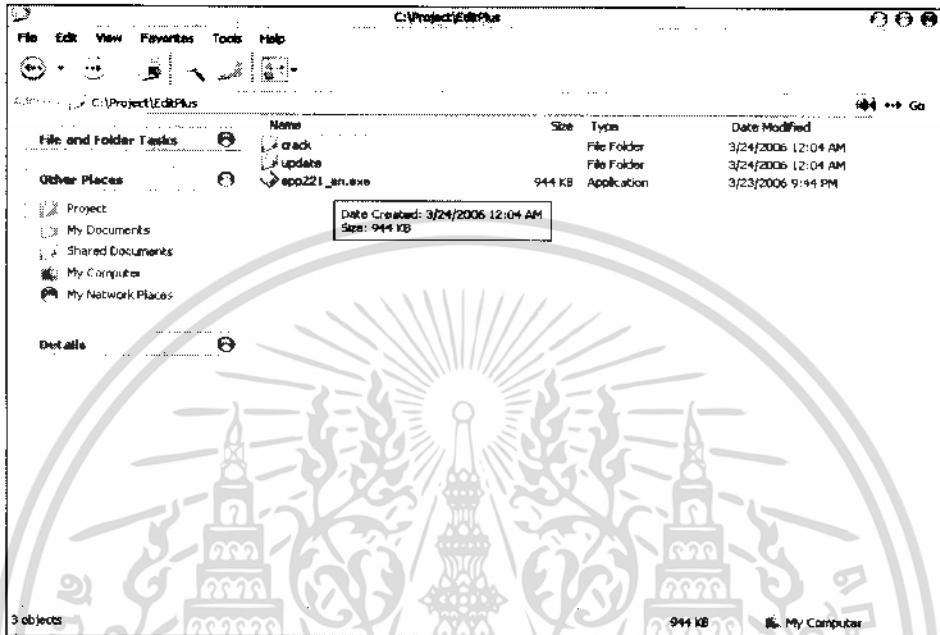 C:\Project\EditPlus
File Edit View Favorites Tools Help
C:\Project\EditPlus
Go
File and Folder Tasks
Other Places
Project
My Documents
Shared Documents
My Computer
My Network Places
Details
Name Size Type Date Modified
crack File Folder 3/24/2006 12:04 AM
update File Folder 3/24/2006 12:04 AM
epp221_en.exe 944 KB Application 3/23/2006 9:44 PM
Date Created: 3/24/2006 12:04 AM
Size: 944 KB
3 objects
944 KB
My Computer